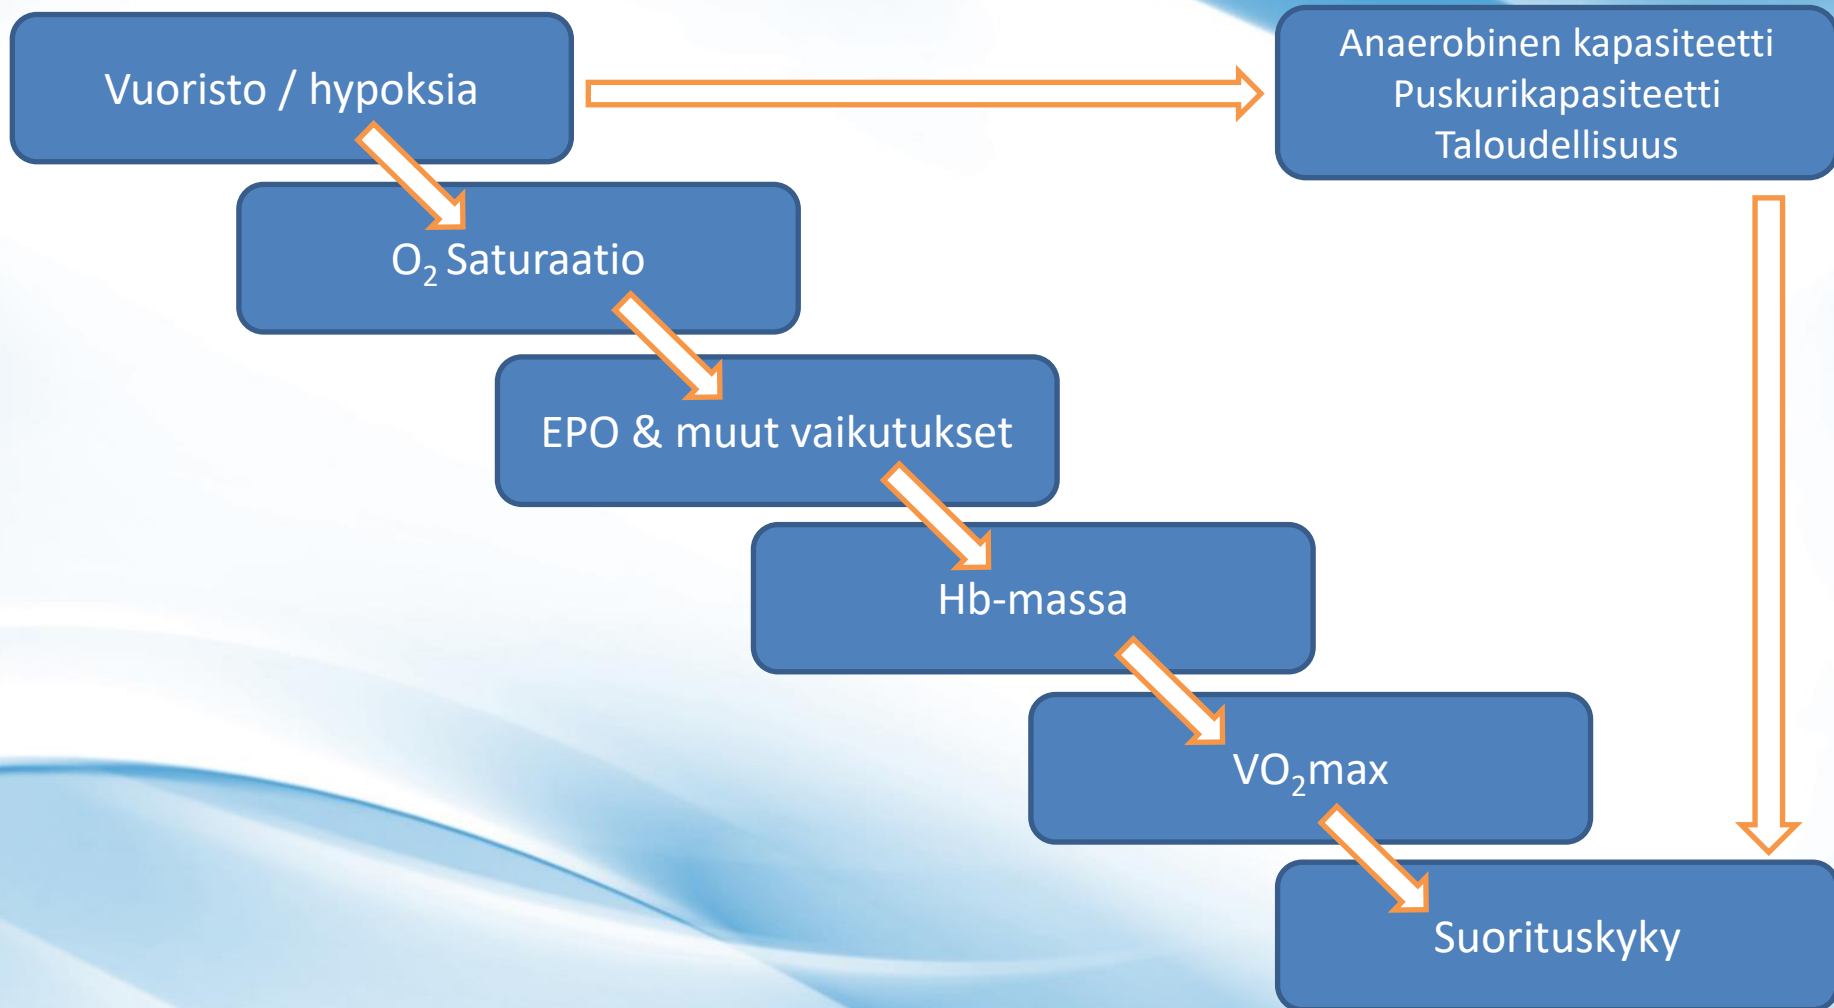 Vuoristo / hypoksia
Anaerobinen kapasiteetti
Puskurikapasiteetti
Taloudellisuus
O₂ Saturaatio
EPO & muut vaikutukset
Hb-massa
VO₂max
Suorituskyky